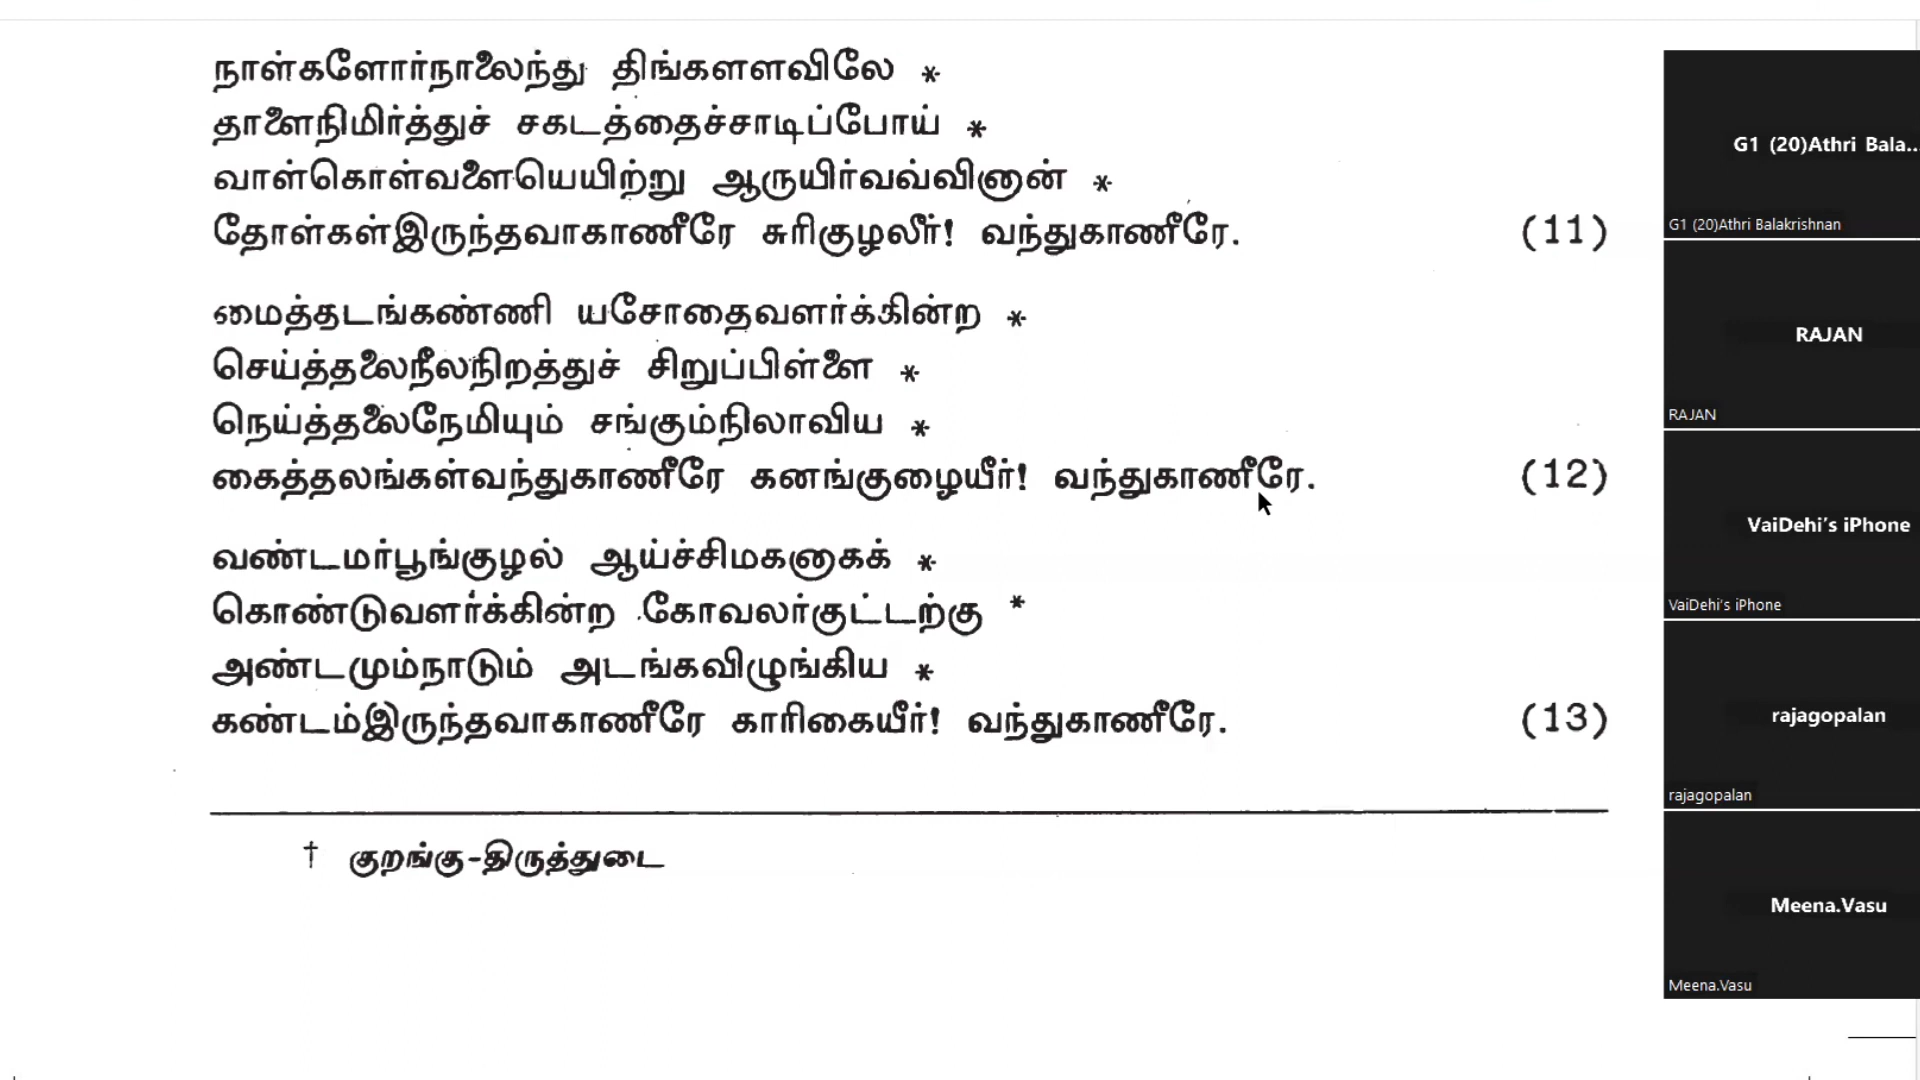 நாள்களோர்நாலைந்து திங்களளவிலே *
தாளைநிமிர்த்துச் சகடத்தைச்சாடிப்போய் *
வாள்கொள்வளையெயிற்று ஆருயிர்வவ்வினான் *
தோள்கள்இருந்தவாகாணீரே சுரிகுழலீர்! வந்துகாணீரே. (11)
மைத்தடங்கண்ணி யசோதைவளர்க்கின்ற *
செய்த்தலைநீலநிறத்துச் சிறுப்பிள்ளை *
நெய்த்தலைநேமியும் சங்கும்நிலாவிய *
கைத்தலங்கள்வந்துகாணீரே கனங்குழையீர்! வந்துகாணீரே. (12)
வண்டமர்பூங்குழல் ஆய்ச்சிமகனாகக் *
கொண்டுவளர்க்கின்ற கோவலர்குட்டற்கு *
அண்டமும்நாடும் அடங்கவிழுங்கிய *
கண்டம்இருந்தவாகாணீரே காரிகையீர்! வந்துகாணீரே. (13)
† குறங்கு-திருத்துடை
G1 (20)Athri Bala...
G1 (20)Athri Balakrishnan
RAJAN
RAJAN
VaiDehi's iPhone
VaiDehi's iPhone
rajagopalan
rajagopalan
Meena.Vasu
Meena.Vasu